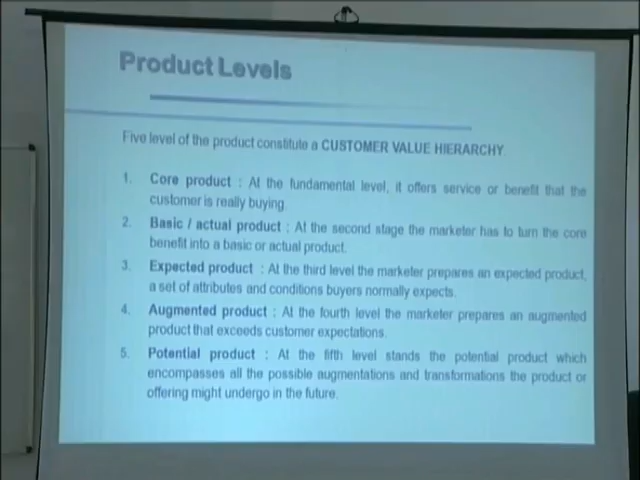 Product Levels
Five level of the product constitute a CUSTOMER VALUE HIERARCHY.
1. Core product : At the fundamental level, it offers service or benefit that the
customer is really buying.
2. Basic / actual product : At the second stage the marketer has to turn the core
benefit into a basic or actual product.
3. Expected product : At the third level the marketer prepares an expected product,
a set of attributes and conditions buyers normally expects.
4. Augmented product : At the fourth level the marketer prepares an augmented
product that exceeds customer expectations.
5. Potential product : At the fifth level stands the potential product which
encompasses all the possible augmentations and transformations the product or
offering might undergo in the future.